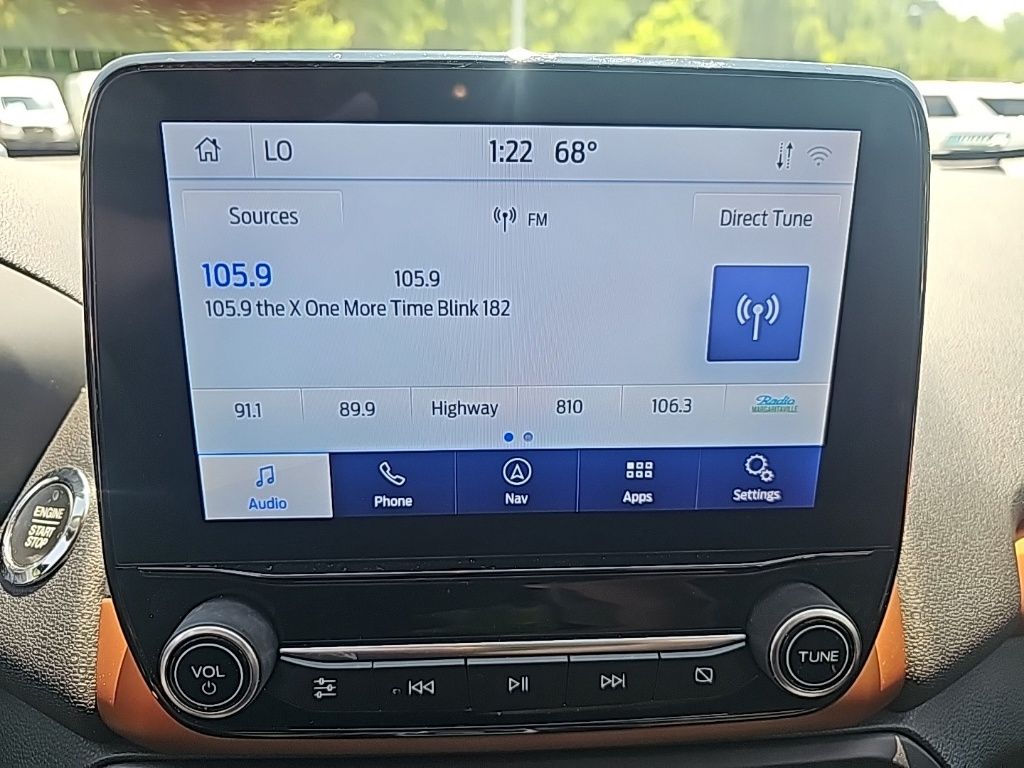 LO 1:22 68°
Sources FM Direct Tune
105.9 105.9
105.9 the X One More Time Blink 182
91.1 89.9 Highway 810 106.3 Radio
MARGARITAVILLE
Audio Phone Nav Apps Settings
ENGINE
START
STOP
VOL
TUNE